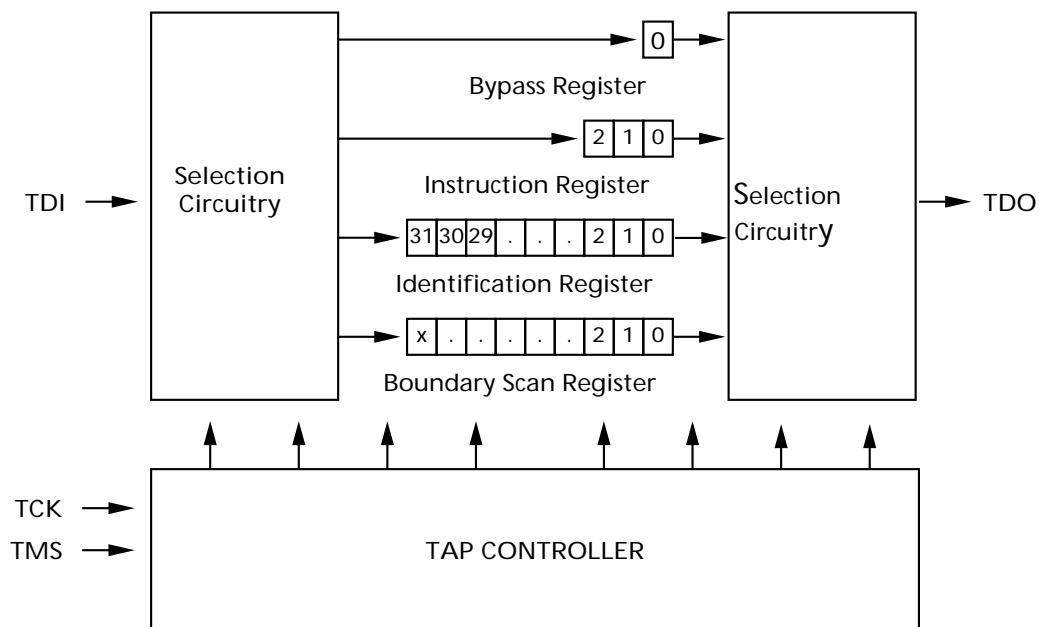 0
Bypass Register
2 1 0
Selection
Circuitry
Instruction Register
Selection
Circuitry
TDI
TDO
31 30 29 . . . 2 1 0
Identification Register
x . . . . . 2 1 0
Boundary Scan Register
TCK
TMS
TAP CONTROLLER